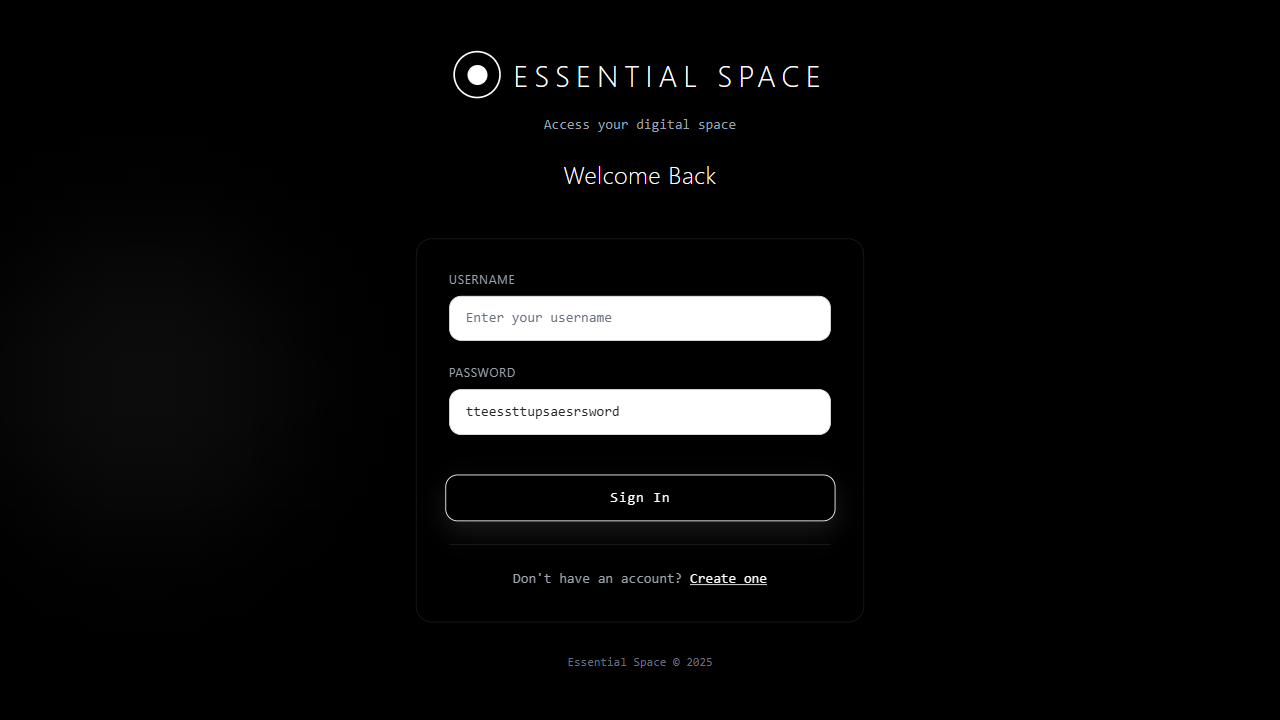 ESSENTIAL SPACE
Access your digital space
Welcome Back
USERNAME
Enter your username
PASSWORD
tteessttupsaesrsword
Sign In
Don't have an account? Create one
Essential Space © 2025